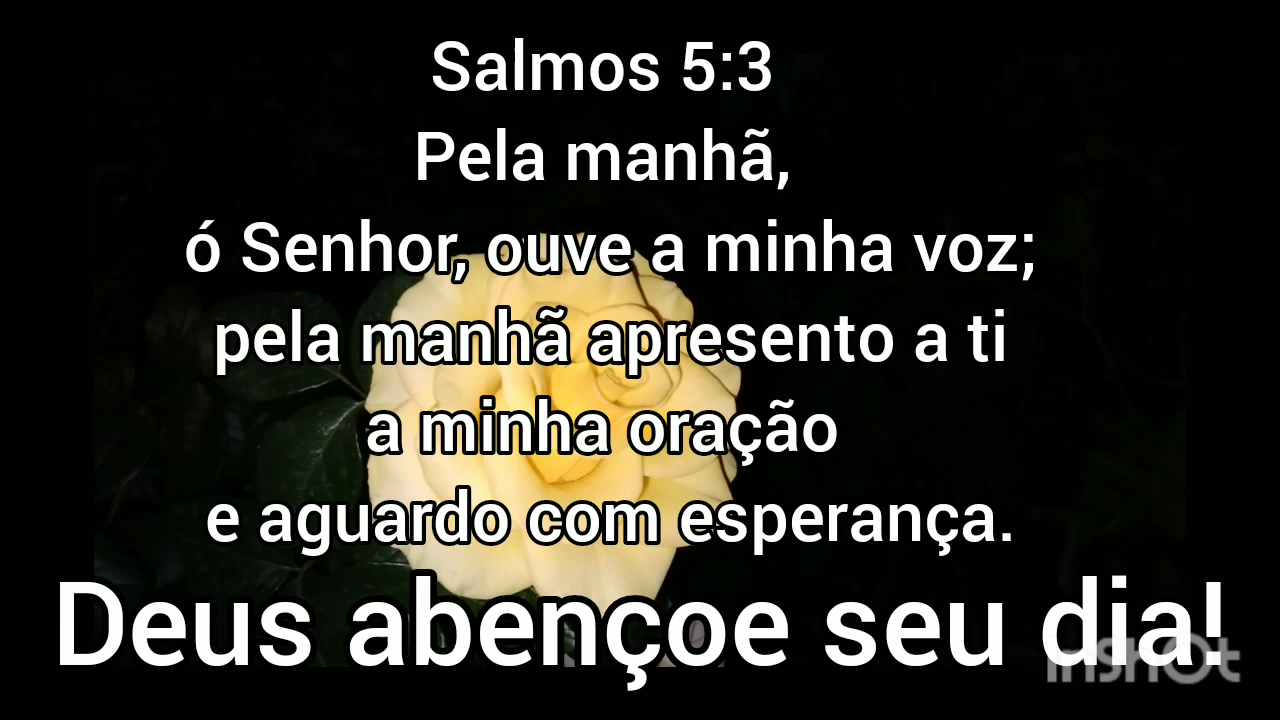 Salmos 5:3
Pela manhã,
ó Senhor, ouve a minha voz;
pela manhã apresento a ti
a minha oração
e aguardo com esperança.
Deus abençoe seu dia!
InShOt